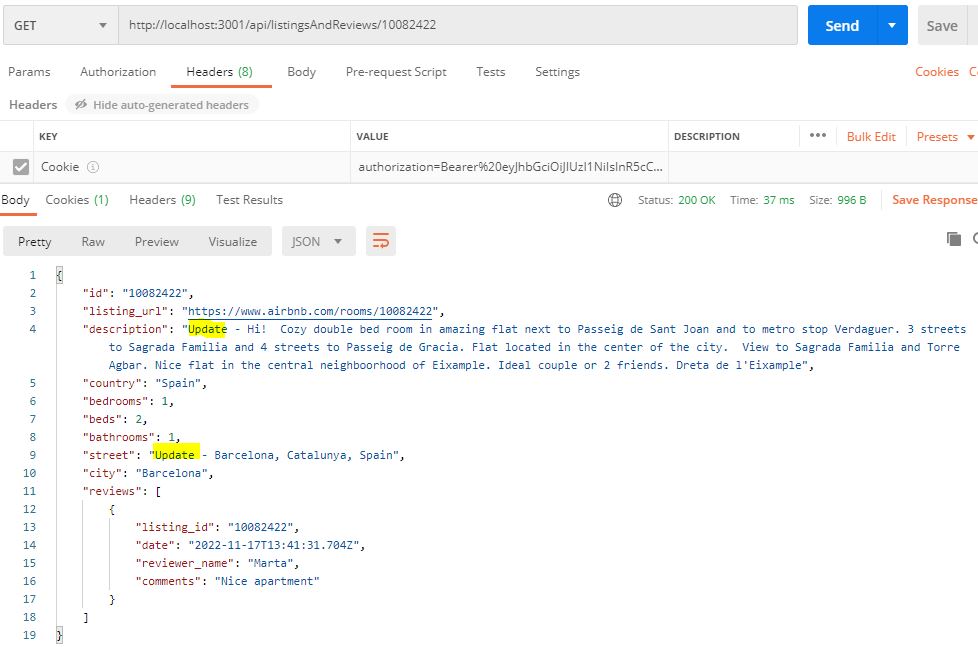 GET http://localhost:3001/api/listingsAndReviews/10082422 Send Save
Params Authorization Headers (8) Body Pre-request Script Tests Settings Cookies
Headers Hide auto-generated headers
KEY VALUE DESCRIPTION ••• Bulk Edit Presets
Cookie authorization=Bearer%20eyJhbGciOiJIUzI1NiIsInR5cC...
Body Cookies (1) Headers (9) Test Results Status: 200 OK Time: 37 ms Size: 996 B Save Response
Pretty Raw Preview Visualize JSON
1 {
2 "id": "10082422",
3 "listing_url": "https://www.airbnb.com/rooms/10082422",
4 "description": "Update - Hi!  Cozy double bed room in amazing flat next to Passeig de Sant Joan and to metro stop Verdaguer. 3 streets
to Sagrada Familia and 4 streets to Passeig de Gracia. Flat located in the center of the city.  View to Sagrada Familia and Torre
Agbar. Nice flat in the central neighboorhood of Eixample. Ideal couple or 2 friends. Dreta de l'Eixample",
5 "country": "Spain",
6 "bedrooms": 1,
7 "beds": 2,
8 "bathrooms": 1,
9 "street": "Update - Barcelona, Catalunya, Spain",
10 "city": "Barcelona",
11 "reviews": [
12 {
13 "listing_id": "10082422",
14 "date": "2022-11-17T13:41:31.704Z",
15 "reviewer_name": "Marta",
16 "comments": "Nice apartment"
17 }
18 ]
19 }